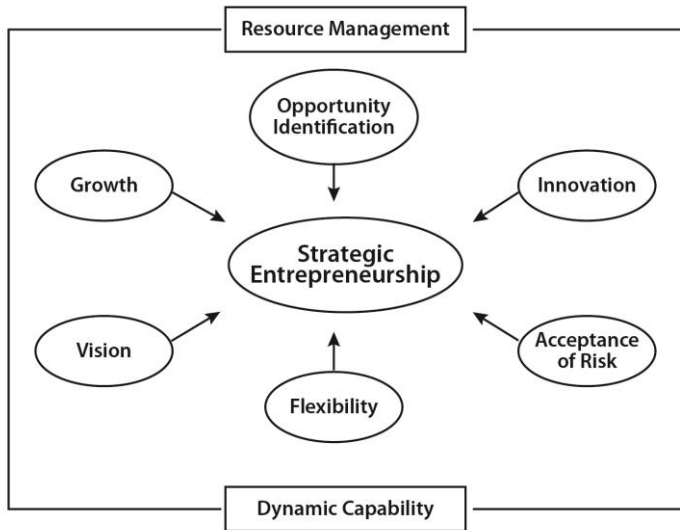 Resource Management
Opportunity
Identification
Growth
Innovation
Strategic
Entrepreneurship
Vision
Acceptance
of Risk
Flexibility
Dynamic Capability